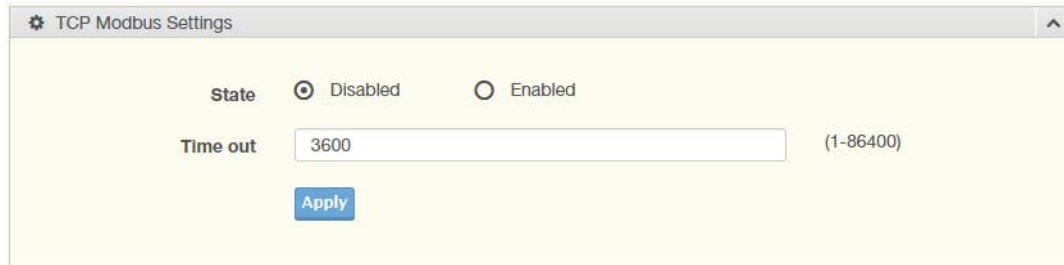 TCP Modbus Settings
State Disabled Enabled
Time out 3600 (1-86400)
Apply